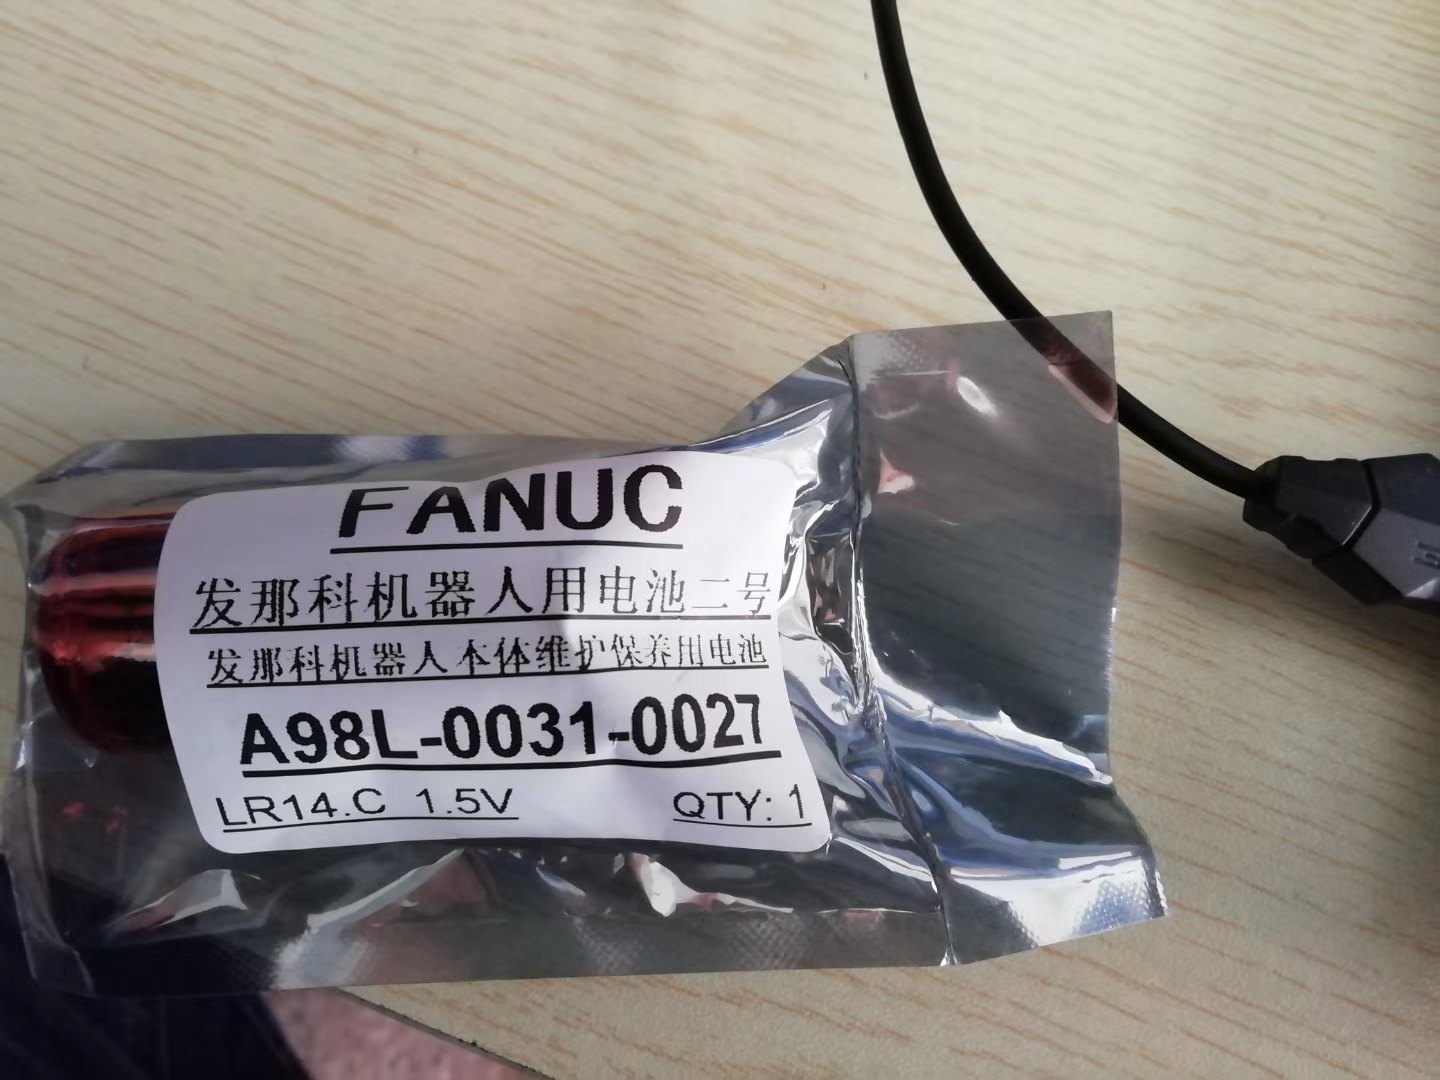 FANUC
发那科机器人用电池二号
发那科机器人本体维护保养用电池
A98L-0031-0027
LR14.C 1.5V QTY: 1